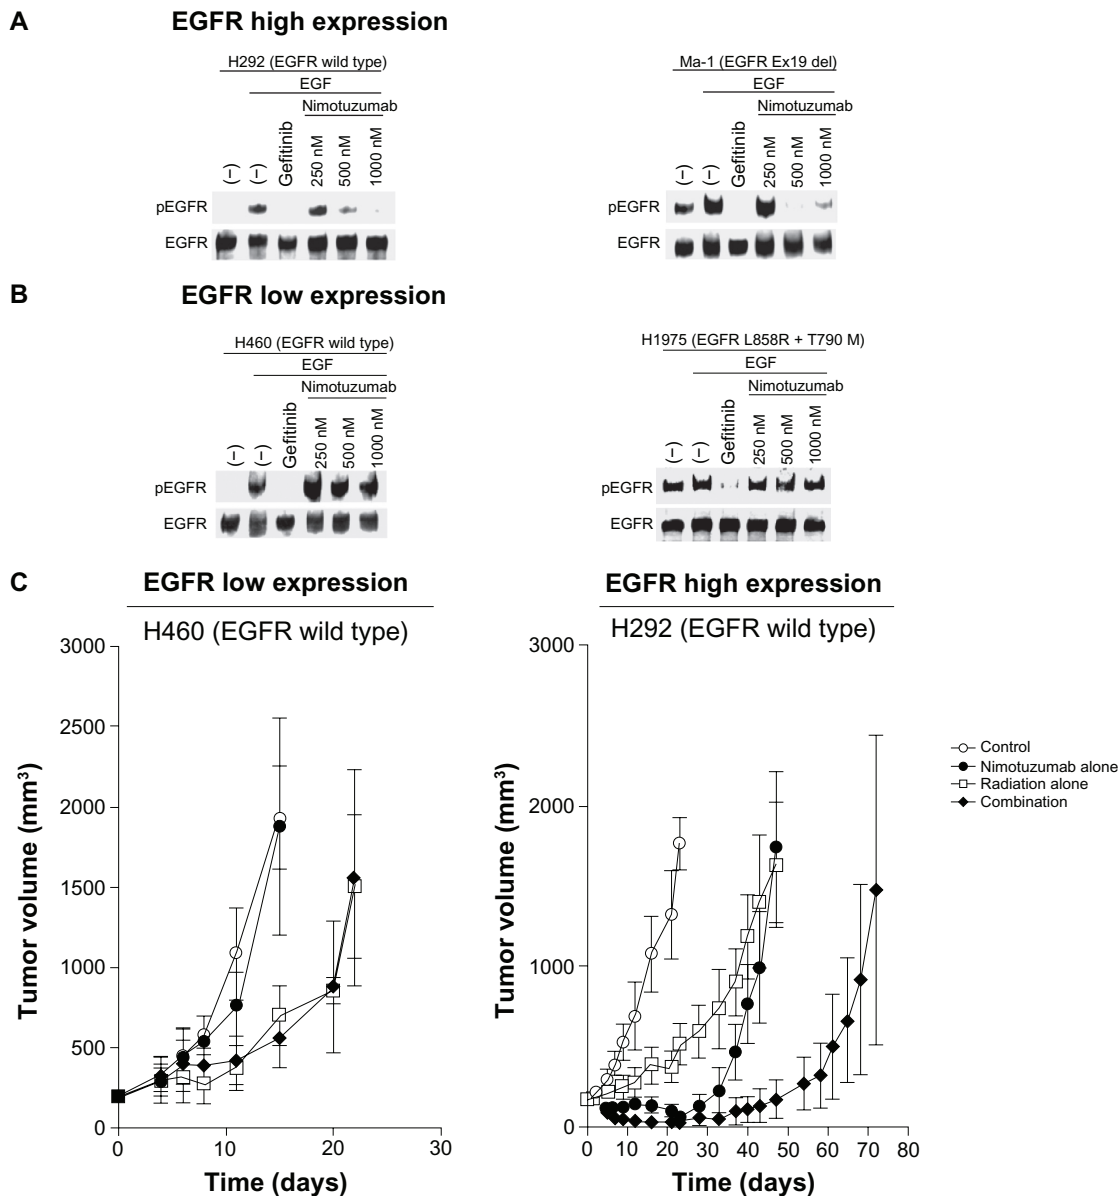 A
EGFR high expression
H292 (EGFR wild type)
EGF
Nimotuzumab
(–)
(–)
Gefitinib
250 nM
500 nM
1000 nM
pEGFR
EGFR
Ma-1 (EGFR Ex19 del)
EGF
Nimotuzumab
(–)
(–)
Gefitinib
250 nM
500 nM
1000 nM
pEGFR
EGFR
B
EGFR low expression
H460 (EGFR wild type)
EGF
Nimotuzumab
(–)
(–)
Gefitinib
250 nM
500 nM
1000 nM
pEGFR
EGFR
H1975 (EGFR L858R + T790 M)
EGF
Nimotuzumab
(–)
(–)
Gefitinib
250 nM
500 nM
1000 nM
pEGFR
EGFR
C
EGFR low expression
H460 (EGFR wild type)
Tumor volume (mm³)
3000
2500
2000
1500
1000
500
0
0 10 20 30
Time (days)
EGFR high expression
H292 (EGFR wild type)
Tumor volume (mm³)
3000
2000
1000
0
0 10 20 30 40 50 60 70 80
Time (days)
Control
Nimotuzumab alone
Radiation alone
Combination